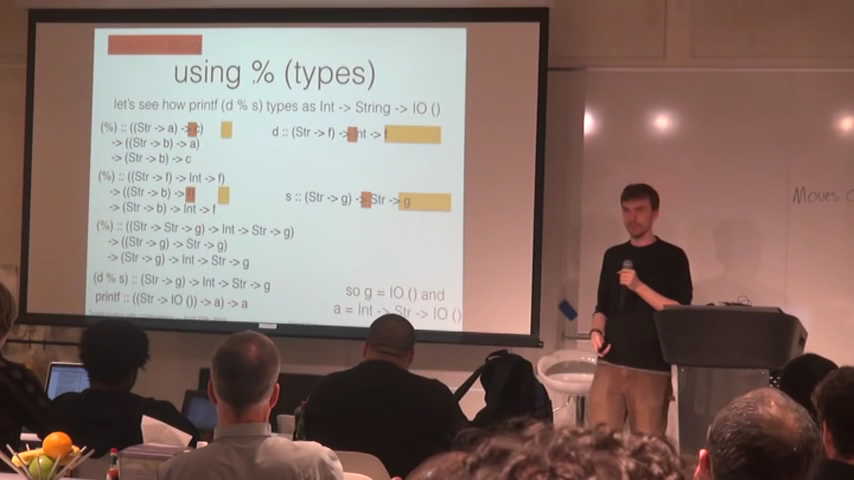 using % (types)
let's see how printf (d % s) types as Int -> String -> IO ()
(%) :: ((Str -> a) -> c)
-> ((Str -> b) -> a)
-> (Str -> b) -> c
d :: (Str -> f) -> Int -> f
(%) :: ((Str -> f) -> Int -> f)
-> ((Str -> b) -> f)
-> (Str -> b) -> Int -> f
s :: (Str -> g) -> Str -> g
(%) :: ((Str -> Str -> g) -> Int -> Str -> g)
-> ((Str -> g) -> Str -> g)
-> (Str -> g) -> Int -> Str -> g
(d % s) :: (Str -> g) -> Int -> Str -> g
printf :: ((Str -> IO ()) -> a) -> a
so g = IO () and
a = Int -> Str -> IO ()
Moves